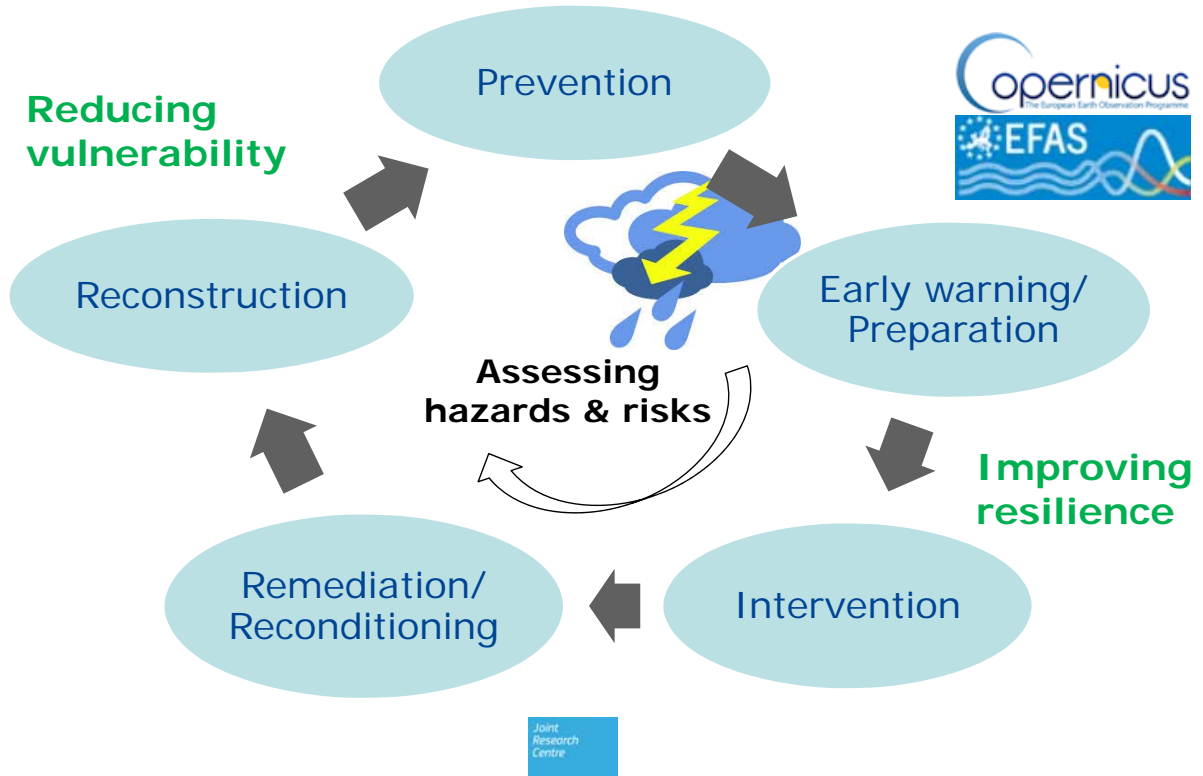 Prevention
Copernicus
The European Earth Observation Programme
EFAS
Reducing
vulnerability
Reconstruction
Early warning/
Preparation
Assessing
hazards & risks
Improving
resilience
Remediation/
Reconditioning
Intervention
Joint
Research
Centre